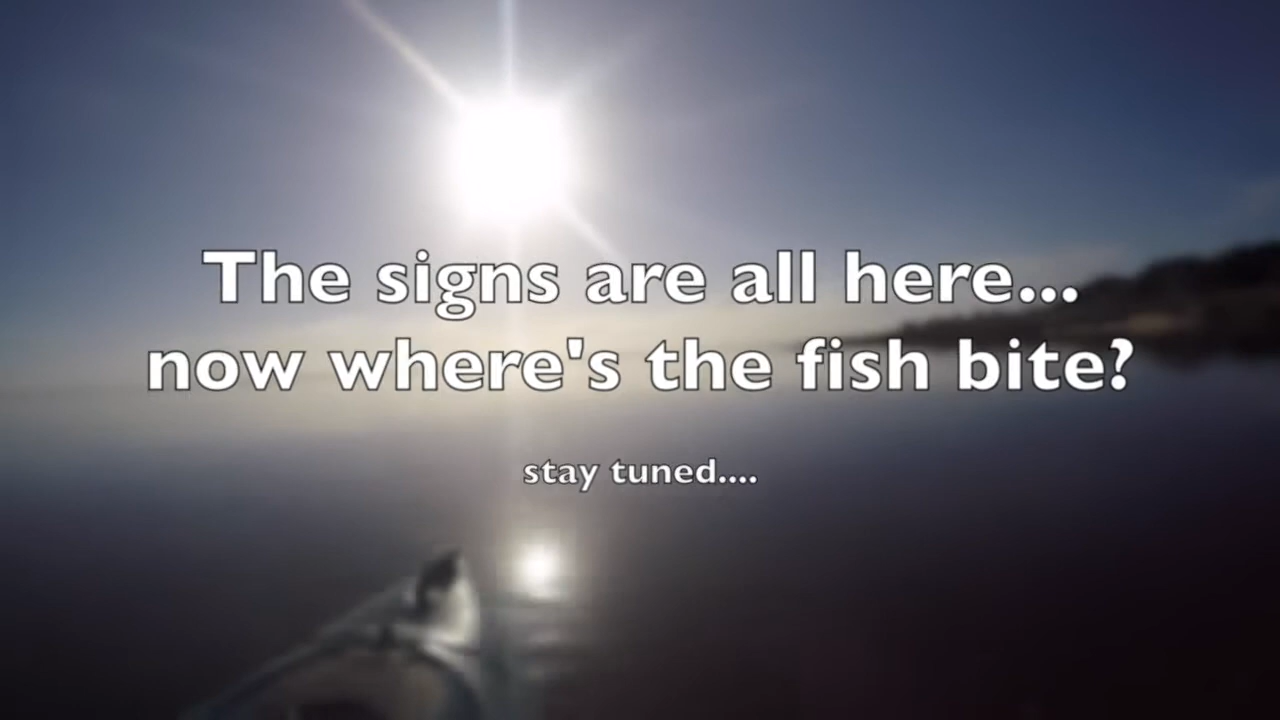 The signs are all here...
now where's the fish bite?
stay tuned....